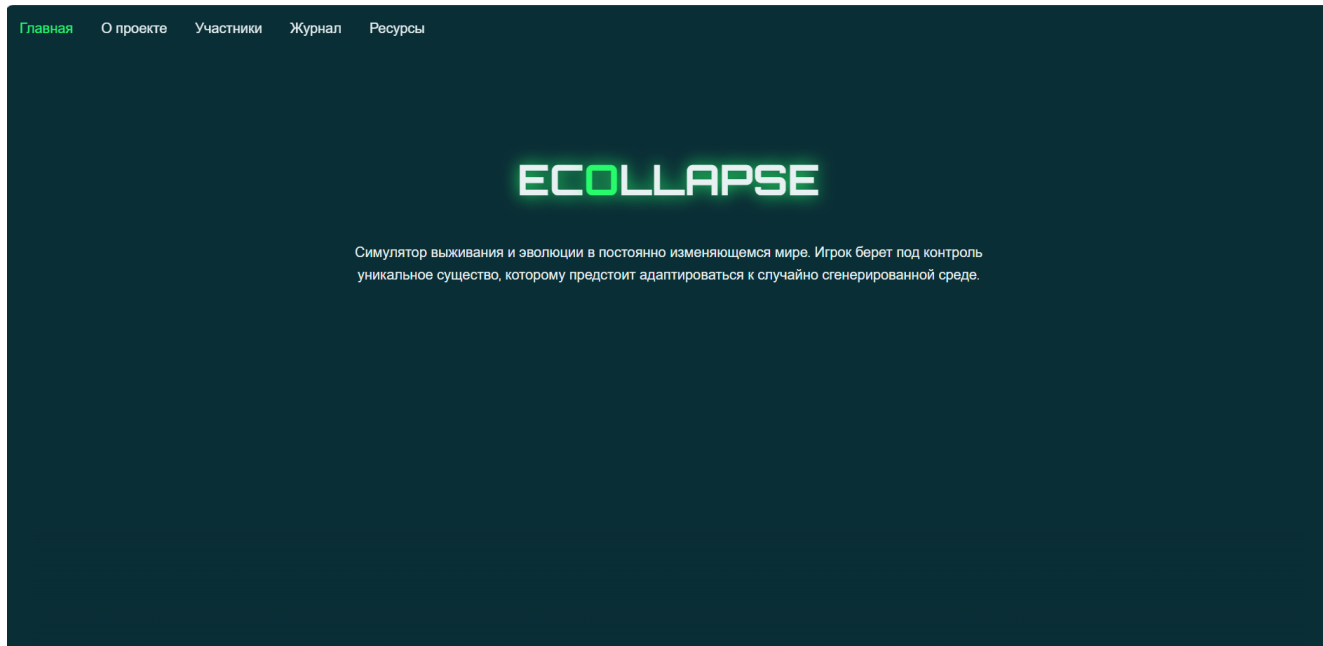 Главная О проекте Участники Журнал Ресурсы
ECOLLAPSE
Симулятор выживания и эволюции в постоянно изменяющемся мире. Игрок берет под контроль
уникальное существо, которому предстоит адаптироваться к случайно сгенерированной среде.